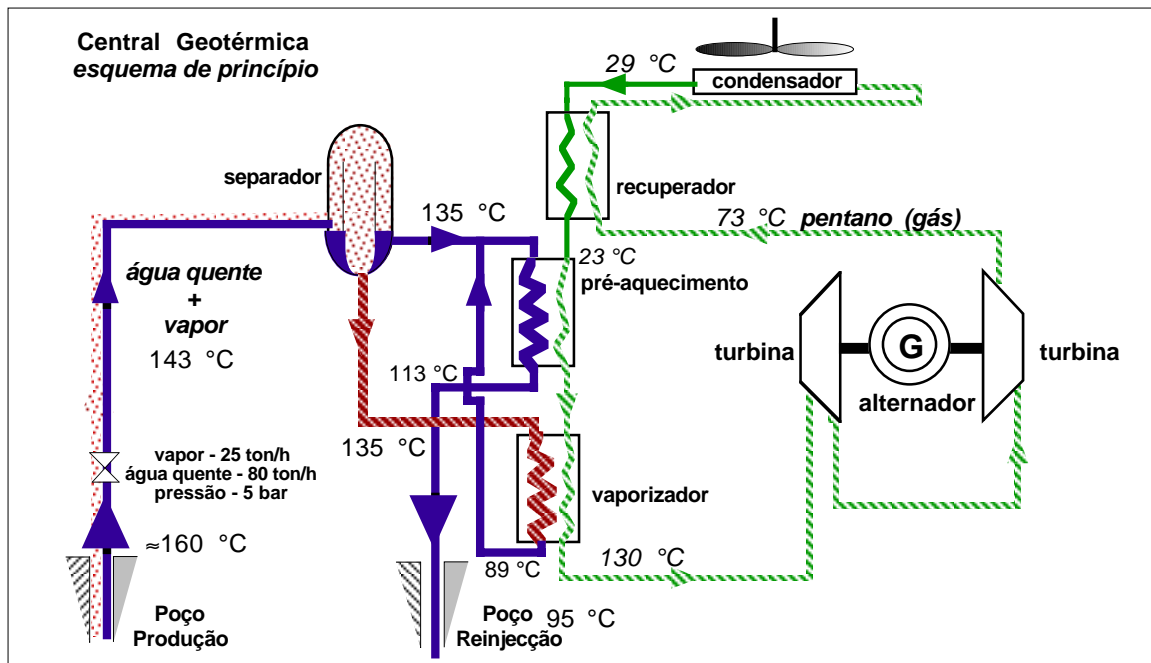 Central Geotérmica
esquema de princípio
29 °C
condensador
separador
135 °C
recuperador
73 °C pentano (gás)
23 °C
pré-aquecimento
água quente
+
vapor
143 °C
113 °C
turbina
G
turbina
alternador
135 °C
vapor - 25 ton/h
água quente - 80 ton/h
pressão - 5 bar
vaporizador
≈160 °C
89 °C
130 °C
Poço
Produção
Poço
Reinjecção
95 °C